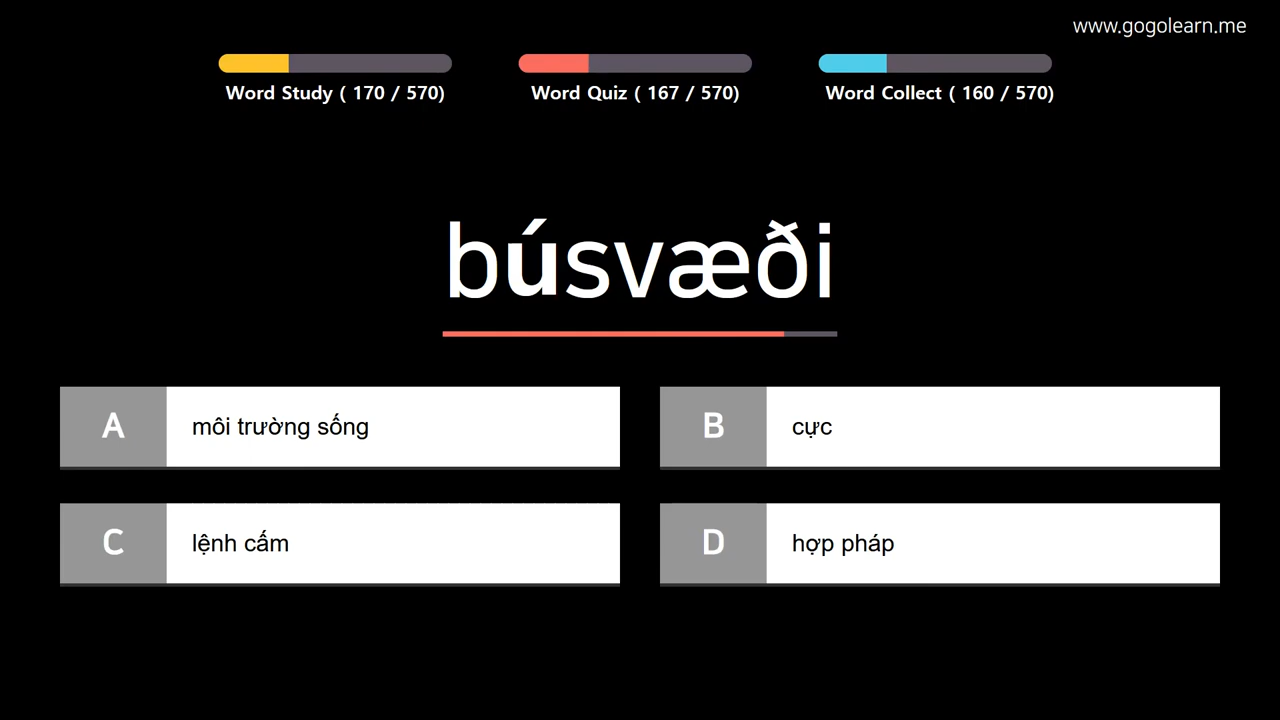 www.gogolearn.me
Word Study ( 170 / 570)
Word Quiz ( 167 / 570)
Word Collect ( 160 / 570)
búsvæði
A môi trường sống
B cực
C lệnh cấm
D hợp pháp